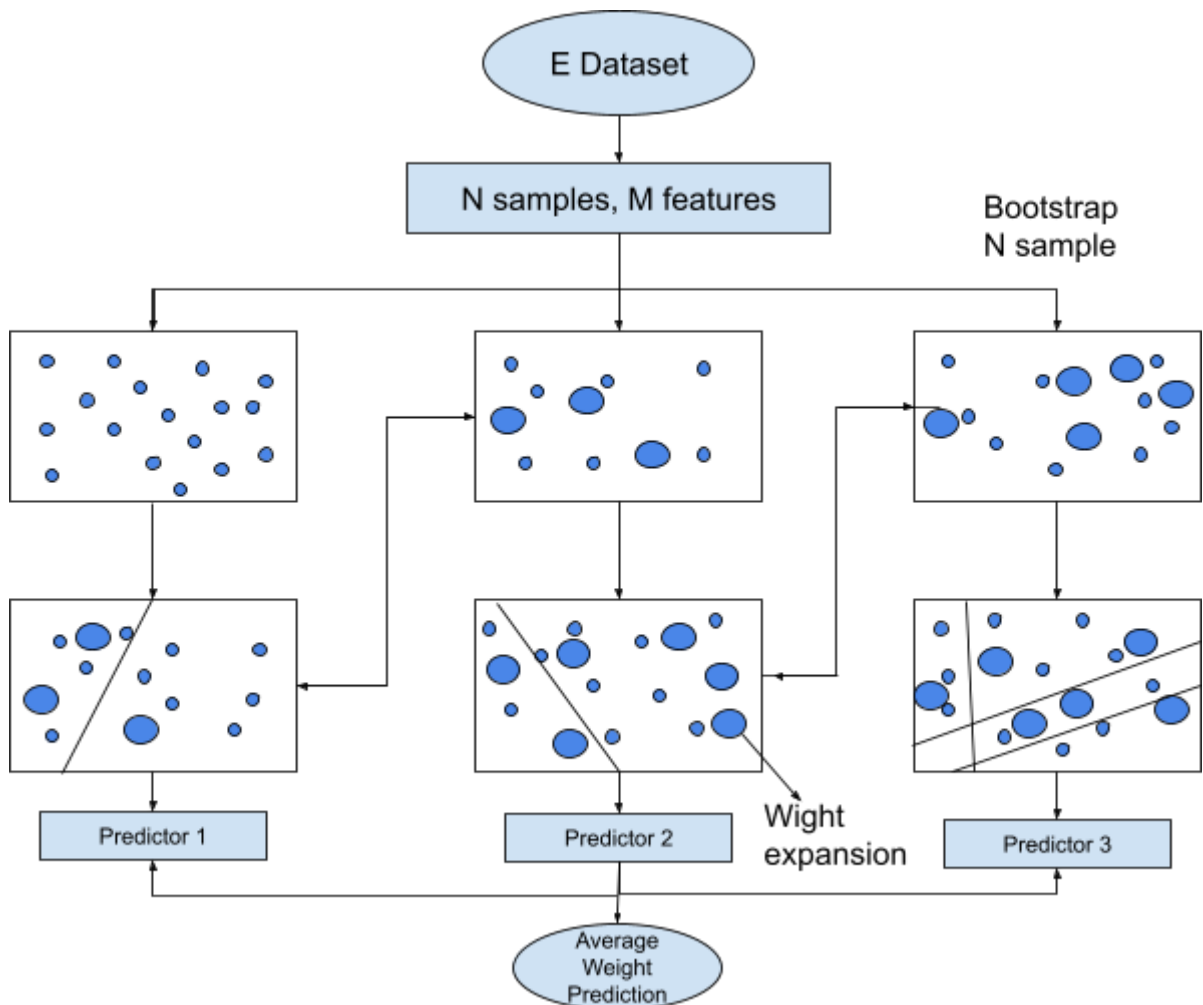 E Dataset
N samples, M features
Bootstrap
N sample
Predictor 1
Predictor 2
Wight
expansion
Predictor 3
Average
Weight
Prediction